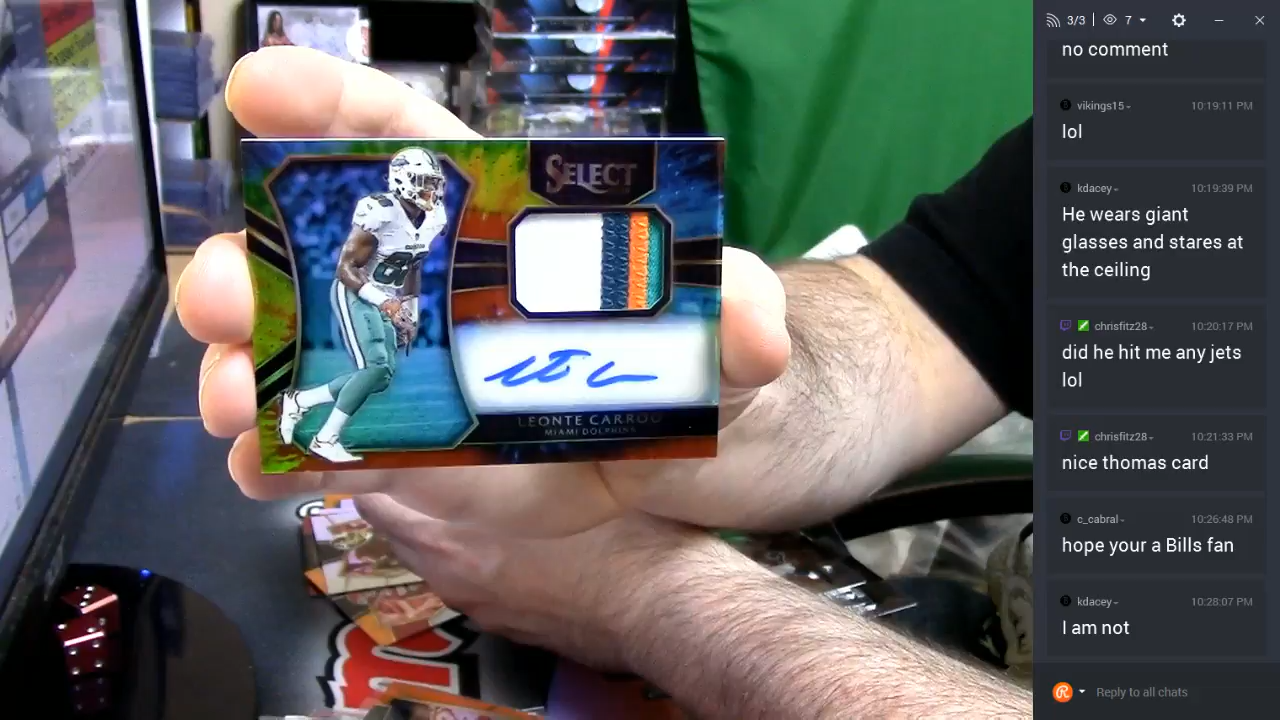 SELECT
LEONTE CARROO
MIAMI DOLPHINS
3/3
7
no comment
vikings15
10:19:11 PM
lol
kdacey
10:19:39 PM
He wears giant
glasses and stares at
the ceiling
chrisfitz28
10:20:17 PM
did he hit me any jets
lol
chrisfitz28
10:21:33 PM
nice thomas card
c_cabral
10:26:48 PM
hope your a Bills fan
kdacey
10:28:07 PM
I am not
Reply to all chats